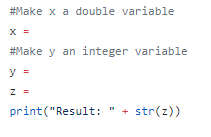 #Make x a double variable
x =
#Make y an integer variable
y =
z =
print("Result: " + str(z))